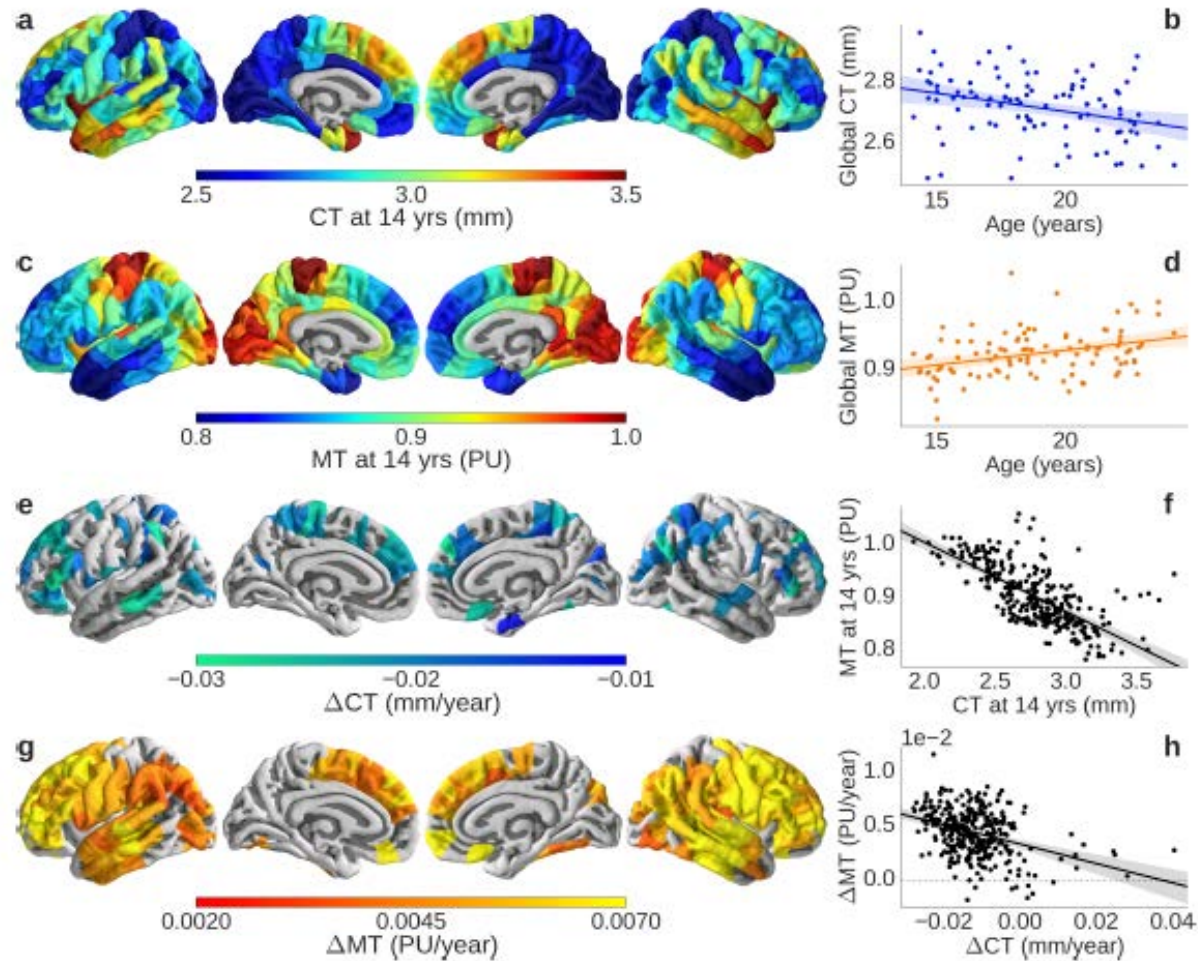 a
b
Global CT (mm)
2.8
2.6
15
20
Age (years)
2.5
3.0
3.5
CT at 14 yrs (mm)
c
d
Global MT (PU)
1.0
0.9
15
20
Age (years)
0.8
0.9
1.0
MT at 14 yrs (PU)
e
f
MT at 14 yrs (PU)
1.0
0.9
0.8
2.0
2.5
3.0
3.5
CT at 14 yrs (mm)
−0.03
−0.02
−0.01
ΔCT (mm/year)
g
h
1e−2
ΔMT (PU/year)
1.0
0.5
0.0
−0.02
0.00
0.02
0.04
ΔCT (mm/year)
0.0020
0.0045
0.0070
ΔMT (PU/year)